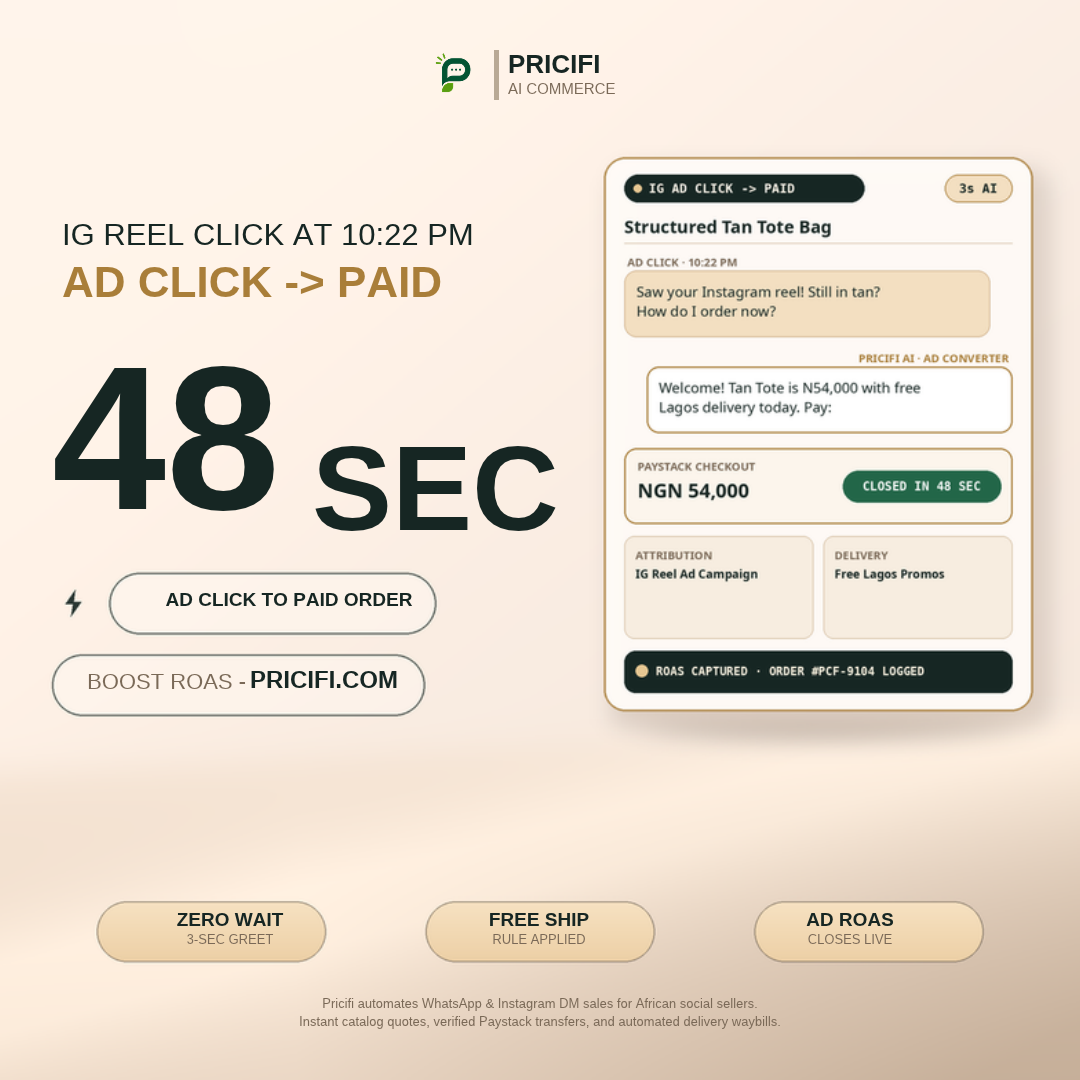 PRICIFI
AI COMMERCE
IG REEL CLICK AT 10:22 PM
AD CLICK -> PAID
48 SEC
AD CLICK TO PAID ORDER
BOOST ROAS - PRICIFI.COM
IG AD CLICK -> PAID
3s AI
Structured Tan Tote Bag
AD CLICK · 10:22 PM
Saw your Instagram reel! Still in tan?
How do I order now?
PRICIFI AI · AD CONVERTER
Welcome! Tan Tote is N54,000 with free
Lagos delivery today. Pay:
PAYSTACK CHECKOUT
NGN 54,000
CLOSED IN 48 SEC
ATTRIBUTION
IG Reel Ad Campaign
DELIVERY
Free Lagos Promos
ROAS CAPTURED · ORDER #PCF-9104 LOGGED
ZERO WAIT
3-SEC GREET
FREE SHIP
RULE APPLIED
AD ROAS
CLOSES LIVE
Pricifi automates WhatsApp & Instagram DM sales for African social sellers.
Instant catalog quotes, verified Paystack transfers, and automated delivery waybills.